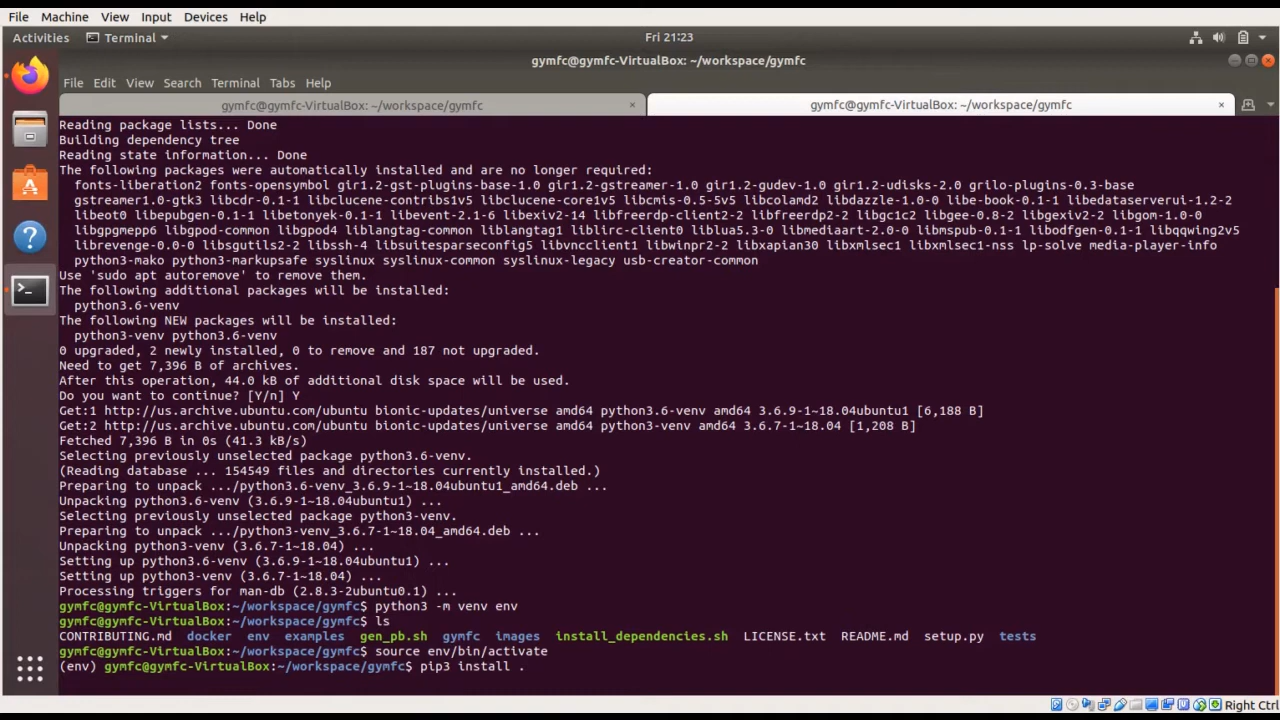 File Machine View Input Devices Help
Activities Terminal Fri 21:23
gymfc@gymfc-VirtualBox: ~/workspace/gymfc
File Edit View Search Terminal Tabs Help
gymfc@gymfc-VirtualBox: ~/workspace/gymfc × gymfc@gymfc-VirtualBox: ~/workspace/gymfc ×
Reading package lists... Done
Building dependency tree
Reading state information... Done
The following packages were automatically installed and are no longer required:
fonts-liberation2 fonts-opensymbol gir1.2-gst-plugins-base-1.0 gir1.2-gstreamer-1.0 gir1.2-gudev-1.0 gir1.2-udisks-2.0 grilo-plugins-0.3-base
gstreamer1.0-gtk3 libcdr-0.1-1 libclucene-contribs1v5 libclucene-core1v5 libcmis-0.5-5v5 libcolamd2 libdazzle-1.0-0 libe-book-0.1-1 libedataserverui-1.2-2
libeot0 libepubgen-0.1-1 libetonyek-0.1-1 libevent-2.1-6 libexiv2-14 libfreerdp-client2-2 libfreerdp2-2 libgc1c2 libgee-0.8-2 libgexiv2-2 libgom-1.0-0
libgpgmepp6 libgpod-common libgpod4 liblangtag-common liblangtag1 liblirc-client0 liblua5.3-0 libmediaart-2.0-0 libmspub-0.1-1 libodfgen-0.1-1 libqqwing2v5
librevenge-0.0-0 libsgutils2-2 libssh-4 libsuitesparseconfig5 libvncclient1 libwinpr2-2 libxapian30 libxmlsec1 libxmlsec1-nss lp-solve media-player-info
python3-mako python3-markupsafe syslinux syslinux-common syslinux-legacy usb-creator-common
Use 'sudo apt autoremove' to remove them.
The following additional packages will be installed:
python3.6-venv
The following NEW packages will be installed:
python3-venv python3.6-venv
0 upgraded, 2 newly installed, 0 to remove and 187 not upgraded.
Need to get 7,396 B of archives.
After this operation, 44.0 kB of additional disk space will be used.
Do you want to continue? [Y/n] Y
Get:1 http://us.archive.ubuntu.com/ubuntu bionic-updates/universe amd64 python3.6-venv amd64 3.6.9-1~18.04ubuntu1 [6,188 B]
Get:2 http://us.archive.ubuntu.com/ubuntu bionic-updates/universe amd64 python3-venv amd64 3.6.7-1~18.04 [1,208 B]
Fetched 7,396 B in 0s (41.3 kB/s)
Selecting previously unselected package python3.6-venv.
(Reading database ... 154549 files and directories currently installed.)
Preparing to unpack .../python3.6-venv_3.6.9-1~18.04ubuntu1_amd64.deb ...
Unpacking python3.6-venv (3.6.9-1~18.04ubuntu1) ...
Selecting previously unselected package python3-venv.
Preparing to unpack .../python3-venv_3.6.7-1~18.04_amd64.deb ...
Unpacking python3-venv (3.6.7-1~18.04) ...
Setting up python3.6-venv (3.6.9-1~18.04ubuntu1) ...
Setting up python3-venv (3.6.7-1~18.04) ...
Processing triggers for man-db (2.8.3-2ubuntu0.1) ...
gymfc@gymfc-VirtualBox:~/workspace/gymfc$ python3 -m venv env
gymfc@gymfc-VirtualBox:~/workspace/gymfc$ ls
CONTRIBUTING.md docker env examples gen_pb.sh gymfc images install_dependencies.sh LICENSE.txt README.md setup.py tests
gymfc@gymfc-VirtualBox:~/workspace/gymfc$ source env/bin/activate
(env) gymfc@gymfc-VirtualBox:~/workspace/gymfc$ pip3 install .
Right Ctrl